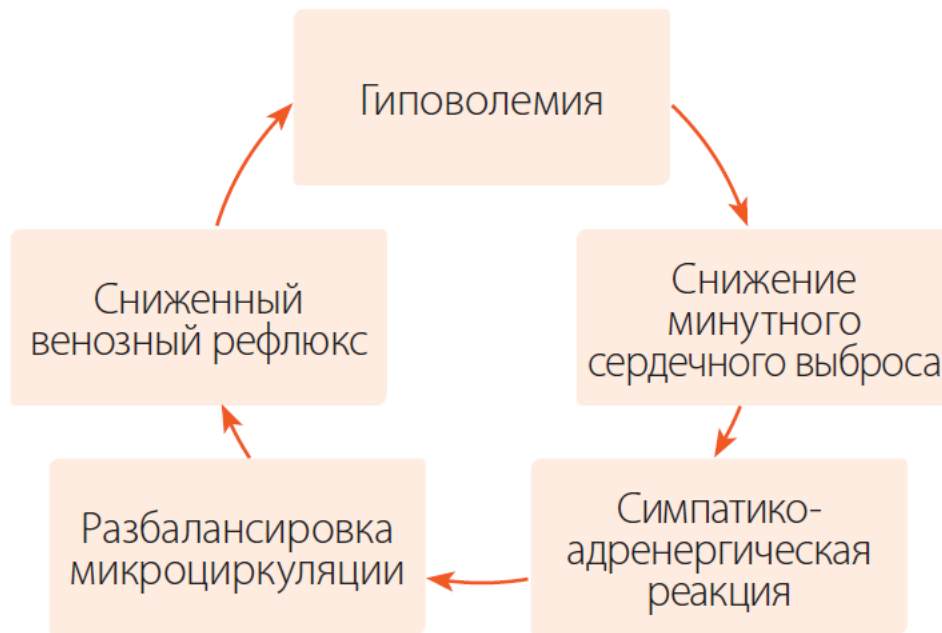 Гиповолемия
Снижение
минутного
сердечного выброса
Симпатико-
адренергическая
реакция
Разбалансировка
микроциркуляции
Сниженный
венозный рефлюкс